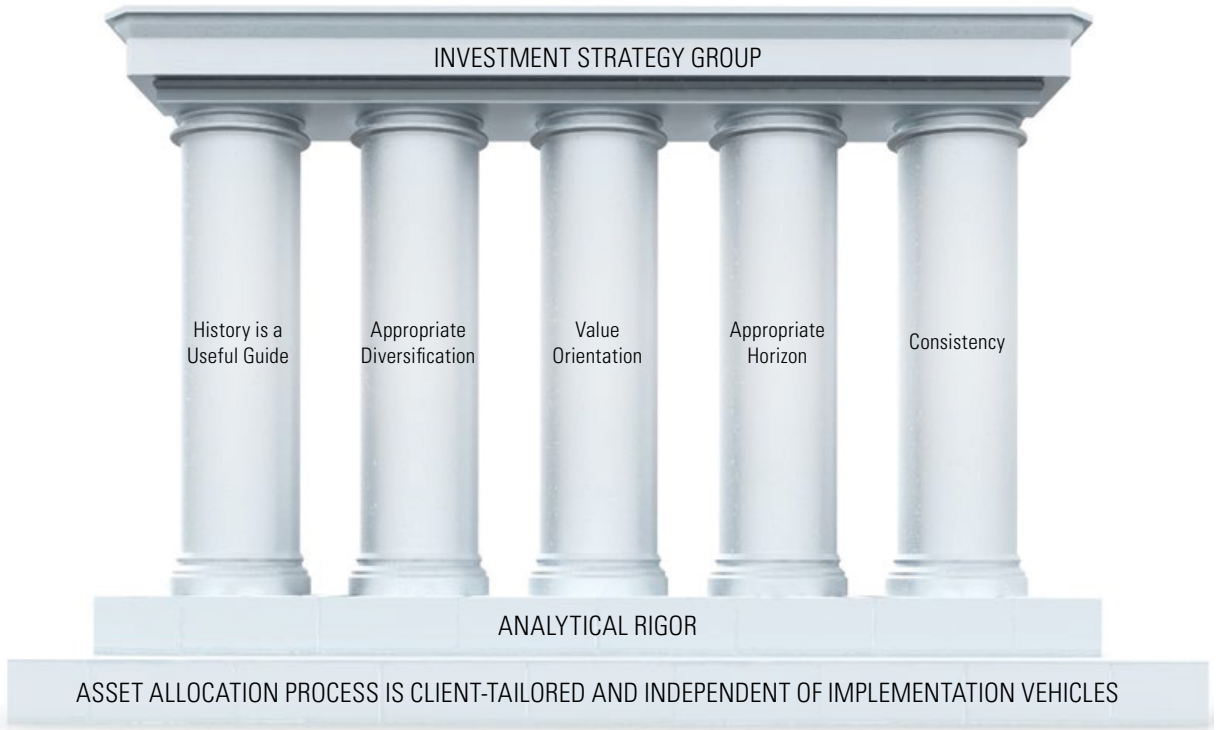 INVESTMENT STRATEGY GROUP
History is a
Useful Guide
Appropriate
Diversification
Value
Orientation
Appropriate
Horizon
Consistency
ANALYTICAL RIGOR
ASSET ALLOCATION PROCESS IS CLIENT-TAILORED AND INDEPENDENT OF IMPLEMENTATION VEHICLES